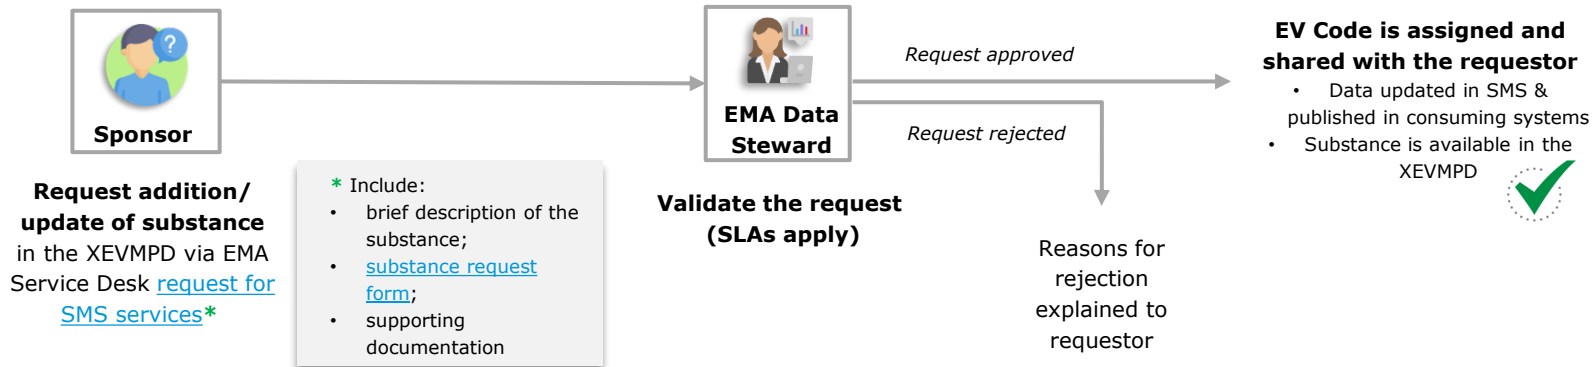 Sponsor
Request addition/
update of substance
in the XEVMPD via EMA
Service Desk request for
SMS services*
* Include:
• brief description of the
substance;
• substance request
form;
• supporting
documentation
EMA Data
Steward
Validate the request
(SLAs apply)
Request approved
Request rejected
Reasons for
rejection
explained to
requestor
EV Code is assigned and
shared with the requestor
• Data updated in SMS &
published in consuming systems
• Substance is available in the
XEVMPD